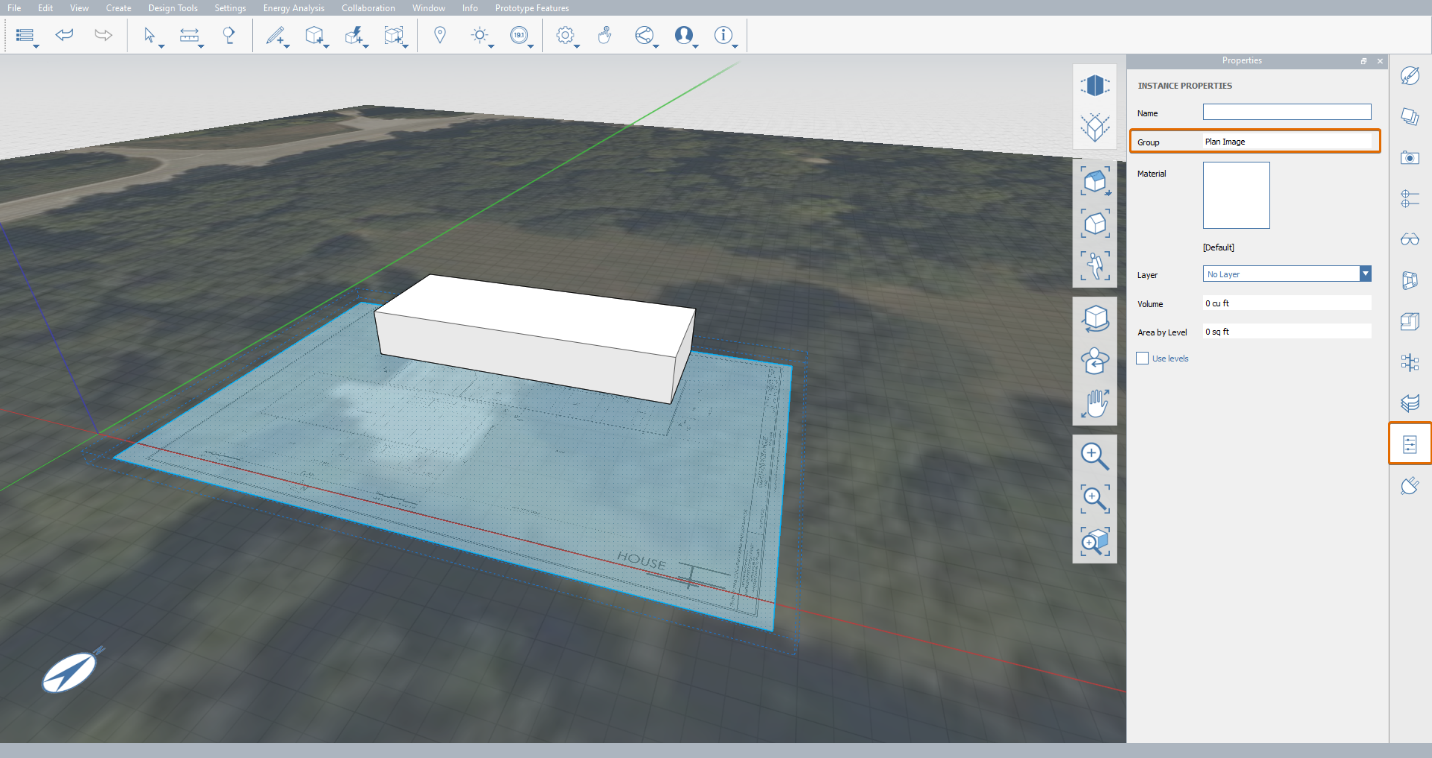 File Edit View Create Design Tools Settings Energy Analysis Collaboration Window Info Prototype Features
Properties
INSTANCE PROPERTIES
Name
Group Plan Image
Material
[Default]
Layer No Layer
Volume 0 cu ft
Area by Level 0 sq ft
Use levels
HOUSE
N